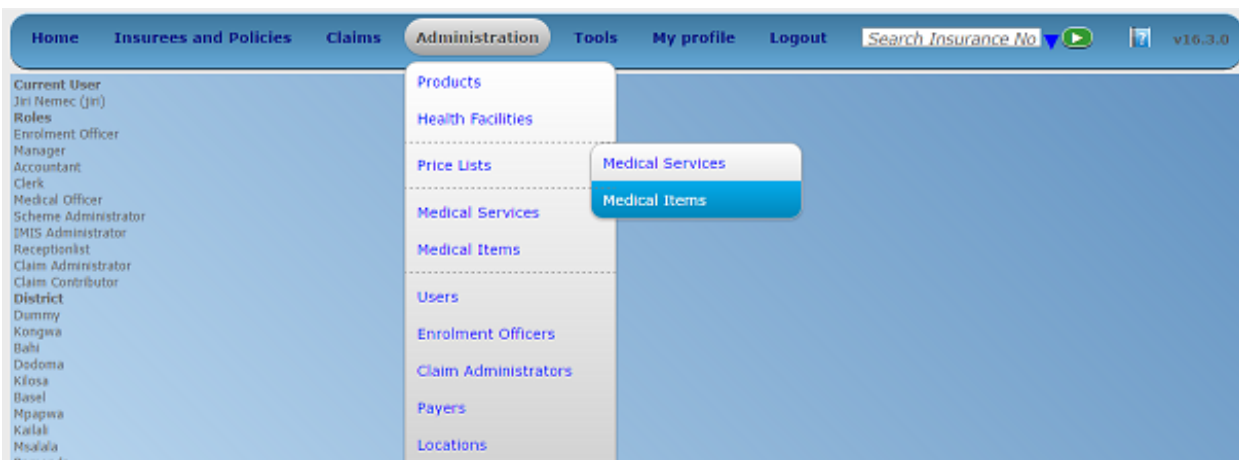 Home Insurees and Policies Claims Administration Tools My profile Logout Search Insurance No v16.3.0
Current User
Jiri Nemec (jiri)
Roles
Enrolment Officer
Manager
Accountant
Clerk
Medical Officer
Scheme Administrator
IMIS Administrator
Receptionlist
Claim Administrator
Claim Contributor
District
Dummy
Kongwa
Bahi
Dodoma
Kilosa
Basel
Mpapwa
Kailali
Msalala
Products
Health Facilities
Price Lists
Medical Services
Medical Items
Medical Services
Medical Items
Users
Enrolment Officers
Claim Administrators
Payers
Locations